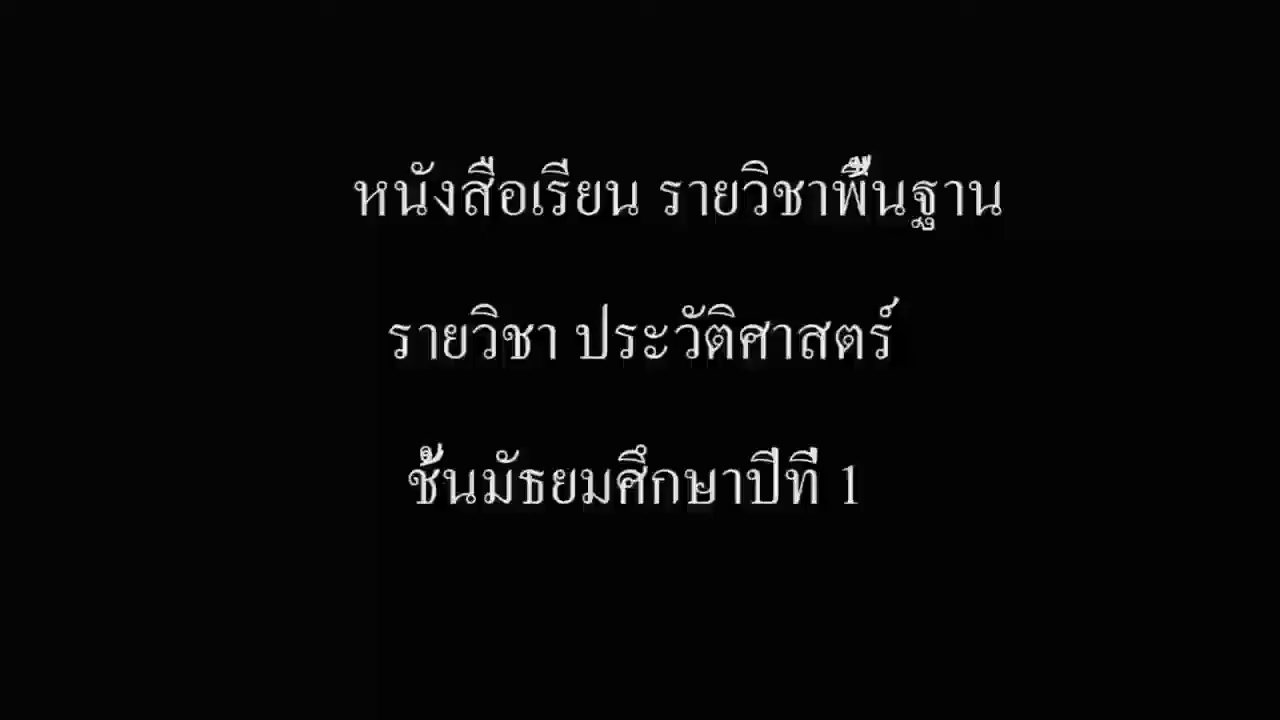 หนังสือเรียน รายวิชาพื้นฐาน
รายวิชา ประวัติศาสตร์
ชั้นมัธยมศึกษาปีที่ 1